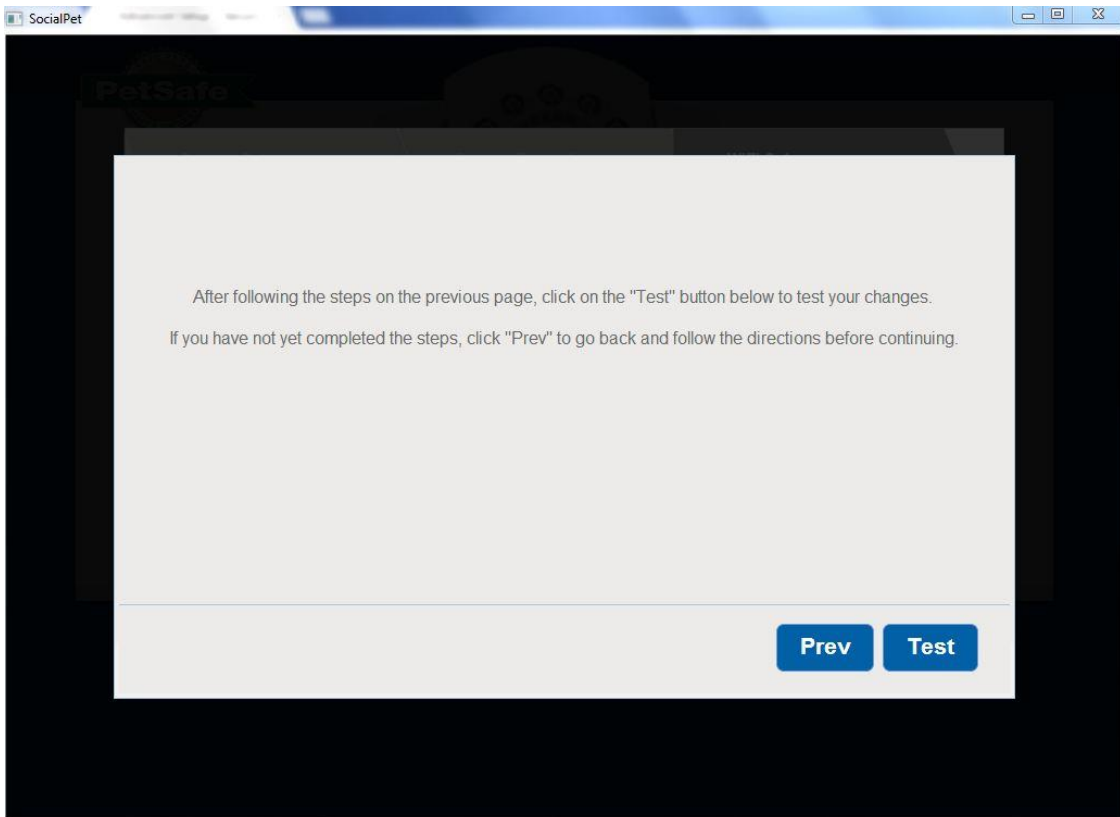 SocialPet
PetSafe
After following the steps on the previous page, click on the "Test" button below to test your changes.
If you have not yet completed the steps, click "Prev" to go back and follow the directions before continuing.
Prev
Test